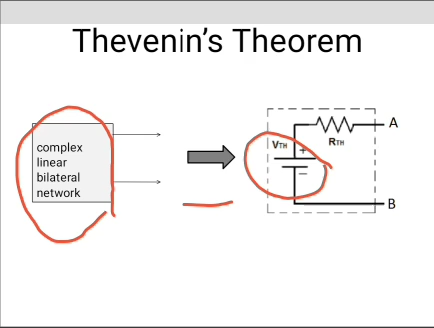 Thevenin's Theorem
complex
linear
bilateral
network
A
RTH
VTH
+
−
B